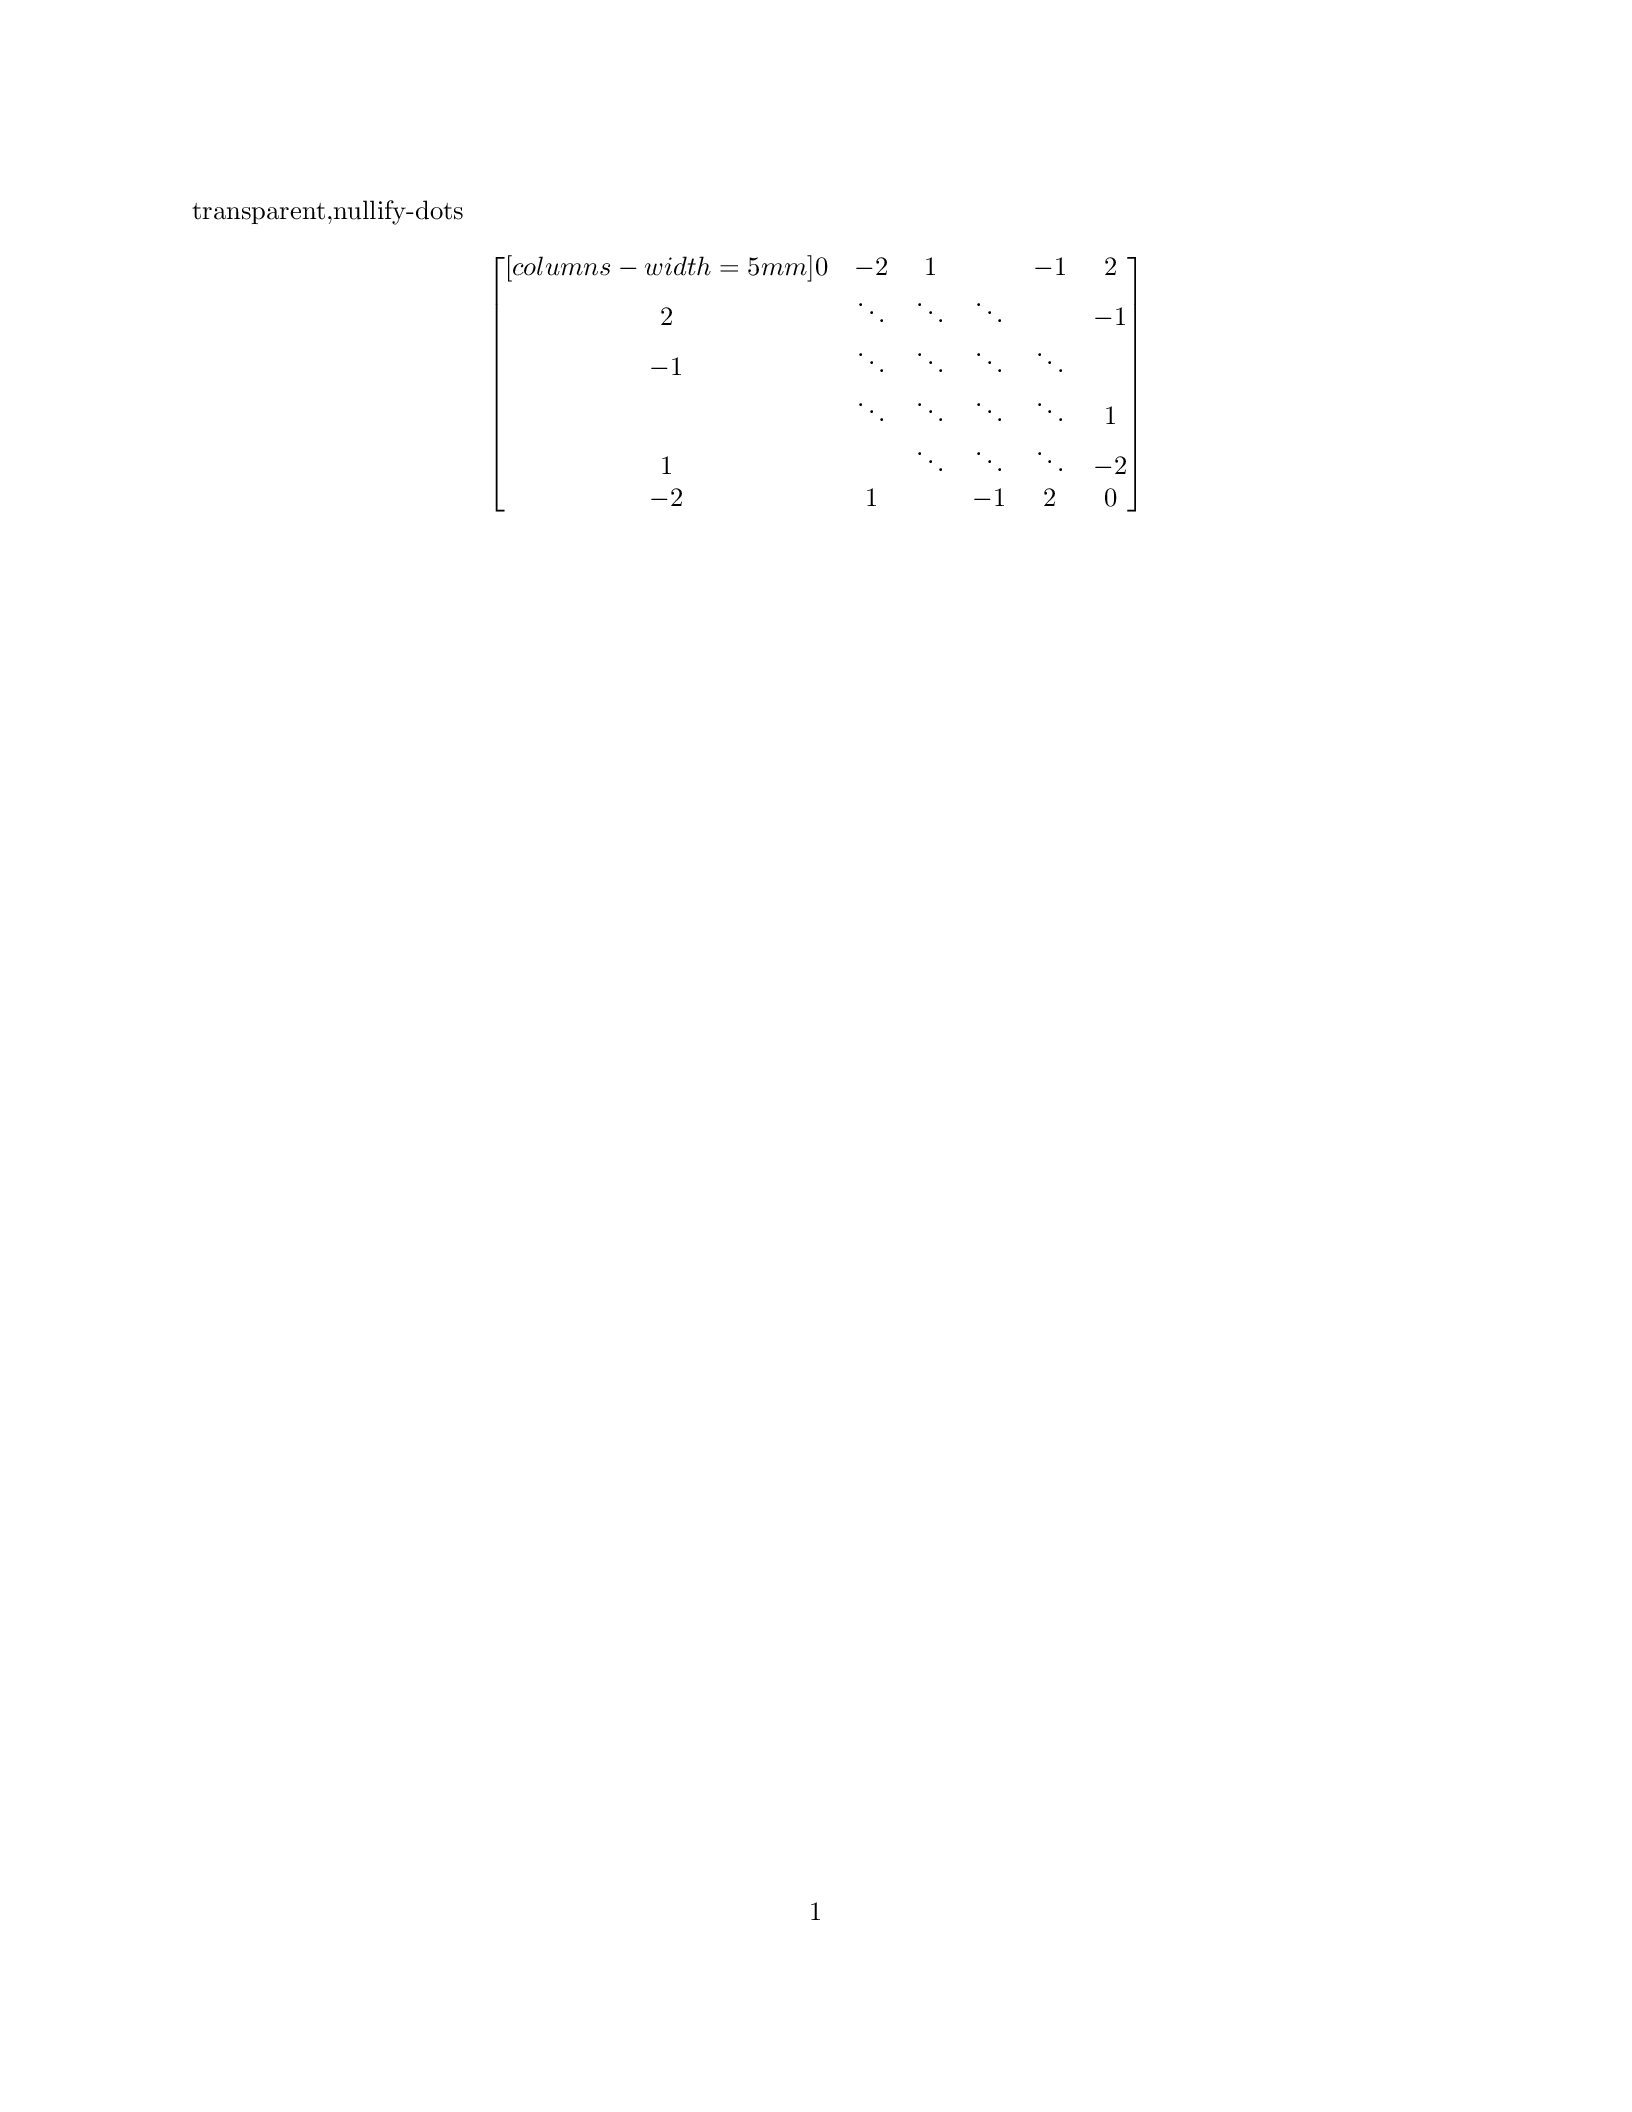 transparent,nullify-dots
[columns − width = 5mm]0 −2 1 −1 2
2 ⋱ ⋱ ⋱ −1
−1 ⋱ ⋱ ⋱ ⋱
⋱ ⋱ ⋱ ⋱ 1
1 ⋱ ⋱ ⋱ −2
−2 1 −1 2 0
1